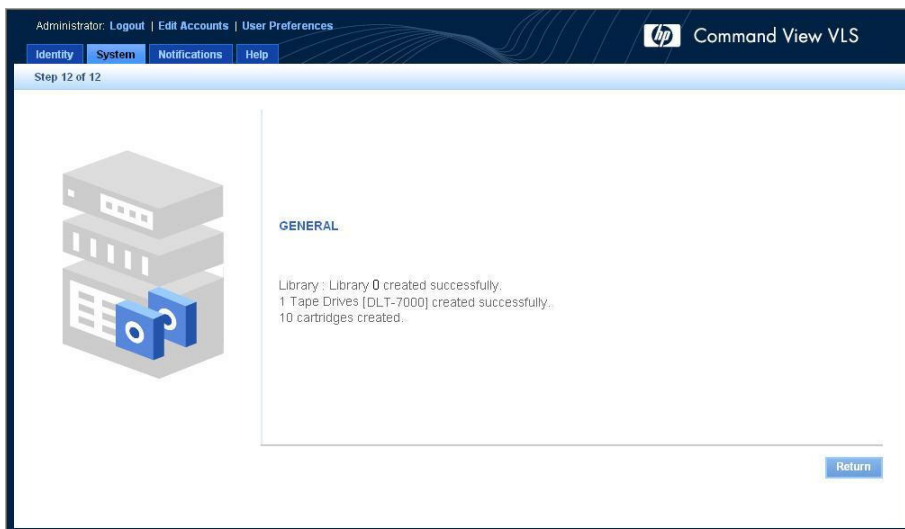 Administrator: Logout | Edit Accounts | User Preferences
hp Command View VLS
Identity System Notifications Help
Step 12 of 12
GENERAL
Library : Library 0 created successfully.
1 Tape Drives [DLT-7000] created successfully.
10 cartridges created.
Return